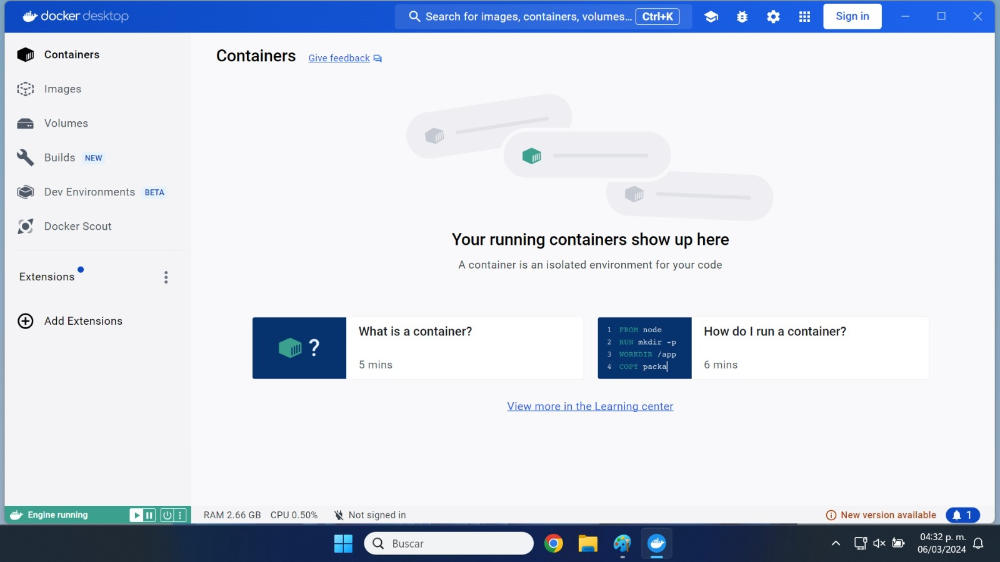 docker desktop
Search for images, containers, volumes... Ctrl+K
Sign in
Containers
Images
Volumes
Builds NEW
Dev Environments BETA
Docker Scout
Extensions
Add Extensions
Containers Give feedback
Your running containers show up here
A container is an isolated environment for your code
?
What is a container?
5 mins
1 FROM node
2 RUN mkdir -p
3 WORKDIR /app
4 COPY packa
How do I run a container?
6 mins
View more in the Learning center
Engine running
RAM 2.66 GB CPU 0.50% Not signed in
New version available 1
Buscar
04:32 p. m.
06/03/2024